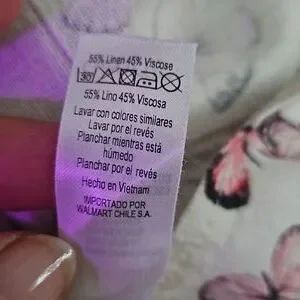 55% Linen 45% Viscose
30
55% Lino 45% Viscosa
Lavar con colores similares
Lavar por el revés
Planchar mientras está
húmedo
Planchar por el revés
Hecho en Vietnam
IMPORTADO POR
WALMART CHILE S.A.